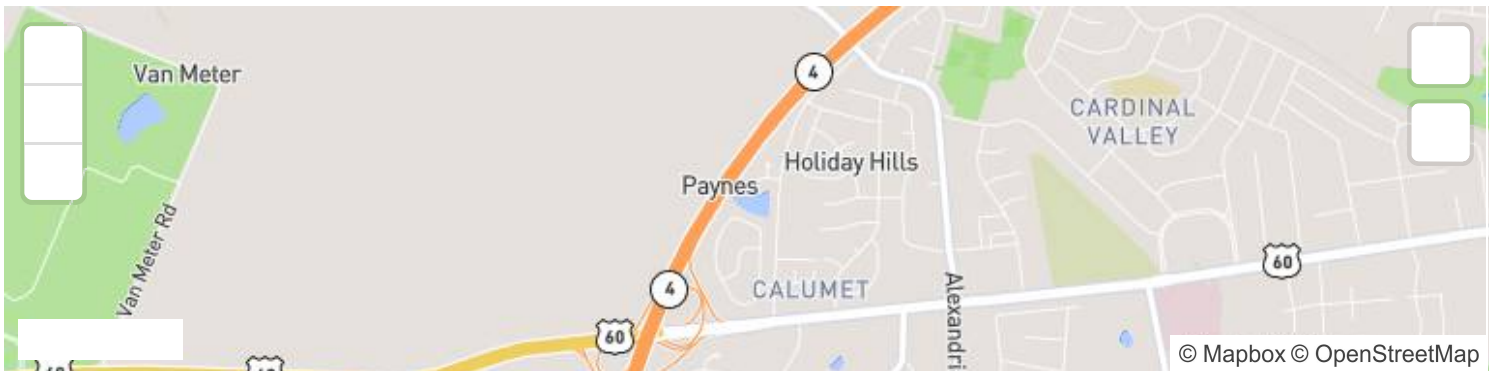 Van Meter
4
CARDINAL
VALLEY
Holiday Hills
Paynes
Van Meter Rd
60
4
CALUMET
Alexandri
60
© Mapbox © OpenStreetMap